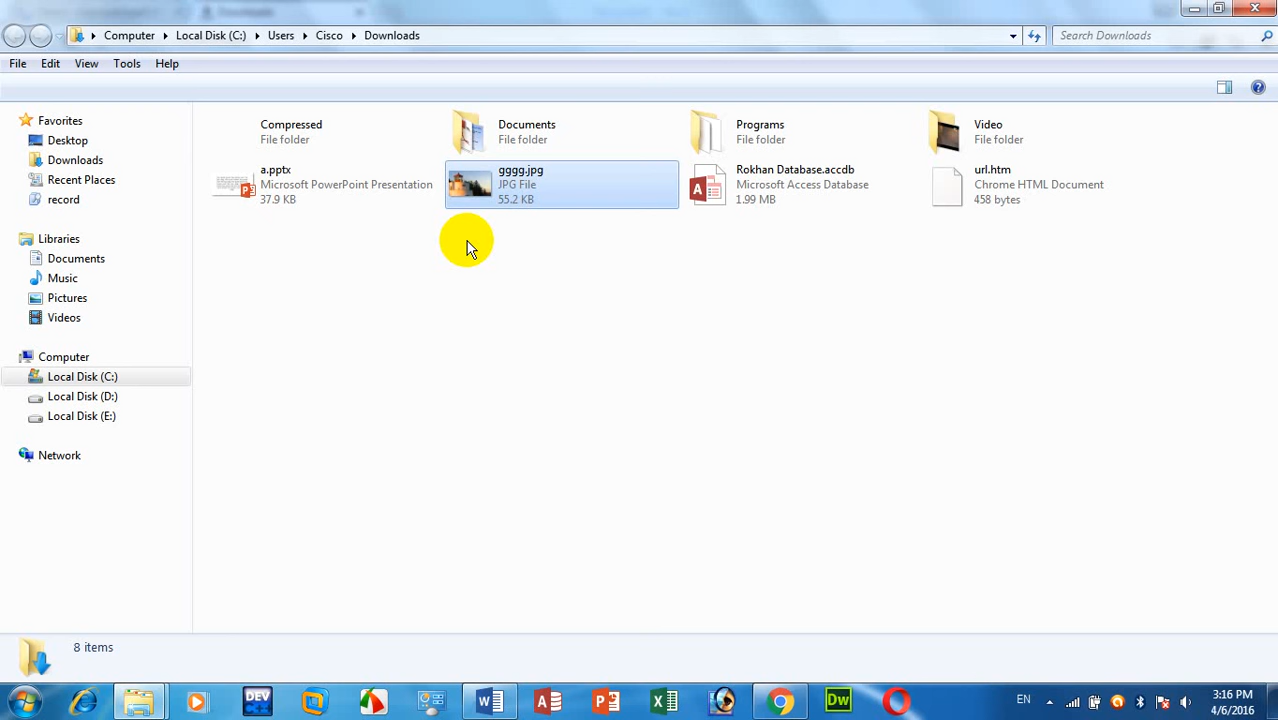 Downloads
Computer
Local Disk (C:)
Users
Cisco
Downloads
Search Downloads
File
Edit
View
Tools
Help
Favorites
Desktop
Downloads
Recent Places
record
Libraries
Documents
Music
Pictures
Videos
Computer
Local Disk (C:)
Local Disk (D:)
Local Disk (E:)
Network
Compressed
File folder
Documents
File folder
Programs
File folder
Video
File folder
a.pptx
Microsoft PowerPoint Presentation
37.9 KB
gggg.jpg
JPG File
55.2 KB
Rokhan Database.accdb
Microsoft Access Database
1.99 MB
url.htm
Chrome HTML Document
458 bytes
8 items
DEV
C++
Dw
EN
3:16 PM
4/6/2016